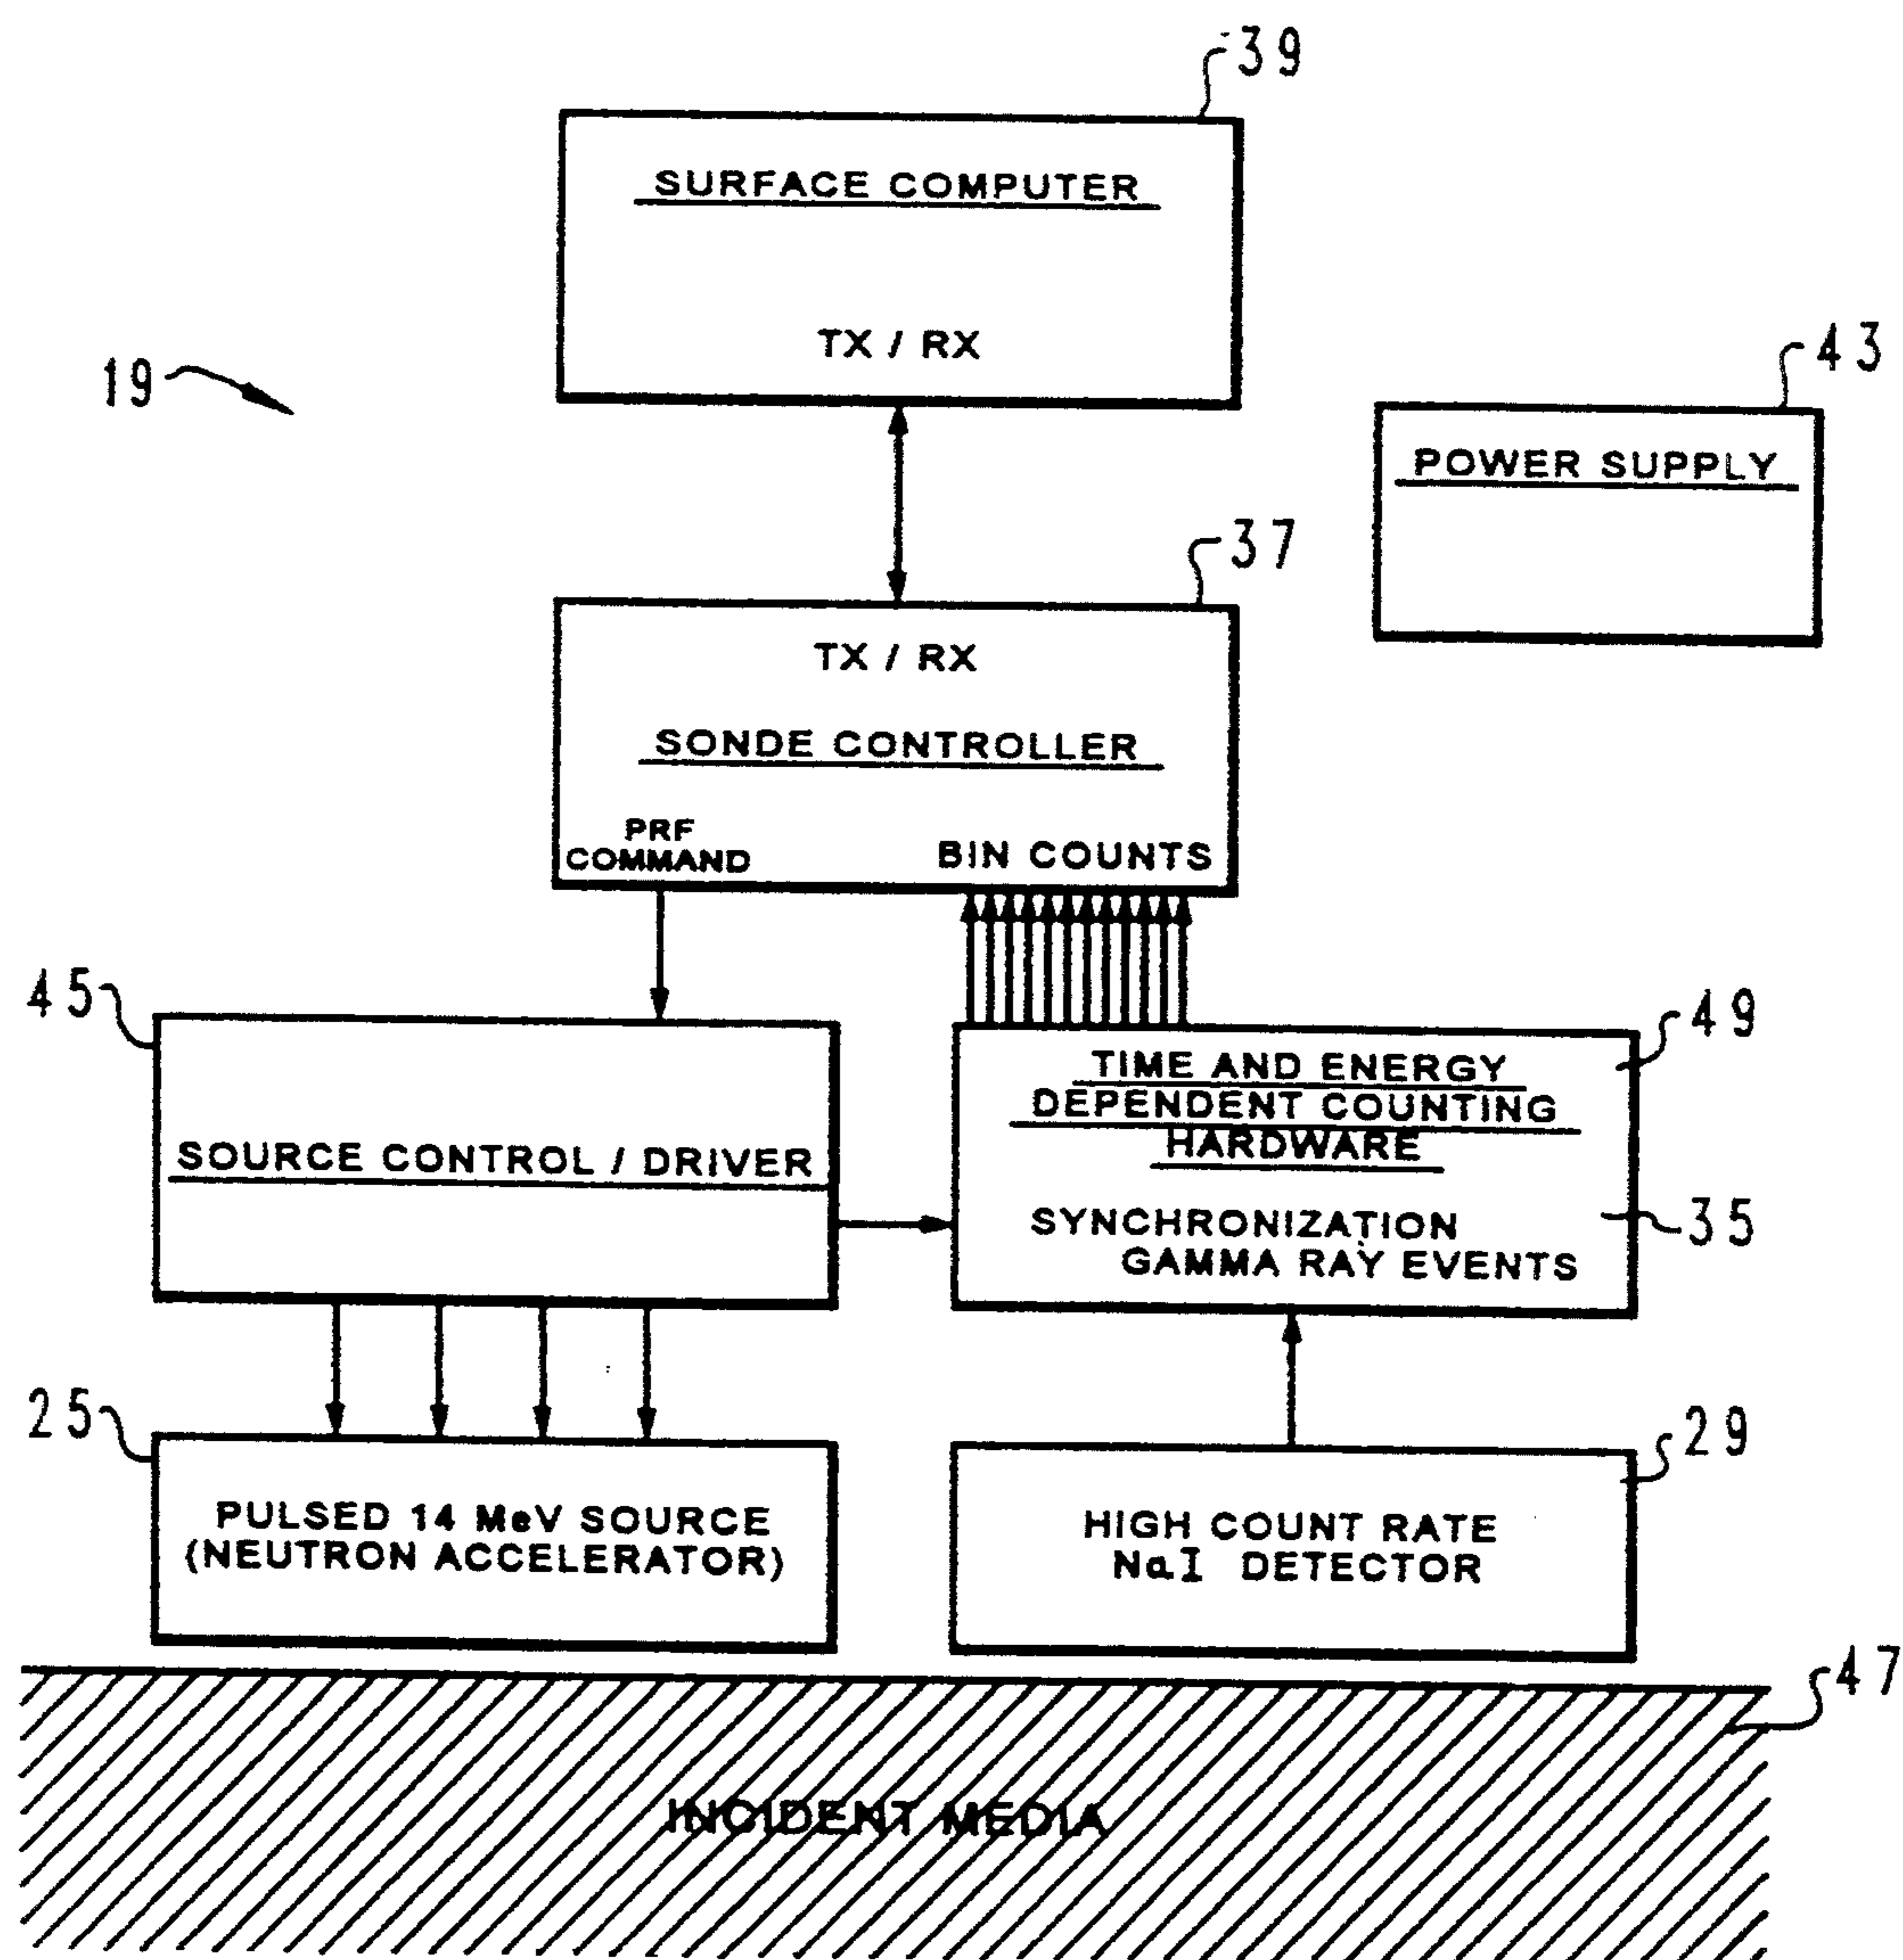 39
SURFACE COMPUTER
TX / RX
19
43
POWER SUPPLY
37
TX / RX
SONDE CONTROLLER
PRF
COMMAND
BIN COUNTS
45
SOURCE CONTROL / DRIVER
49
TIME AND ENERGY
DEPENDENT COUNTING
HARDWARE
35
SYNCHRONIZATION
GAMMA RAY EVENTS
25
PULSED 14 MeV SOURCE
(NEUTRON ACCELERATOR)
29
HIGH COUNT RATE
NaI DETECTOR
47
INCIDENT MEDIA